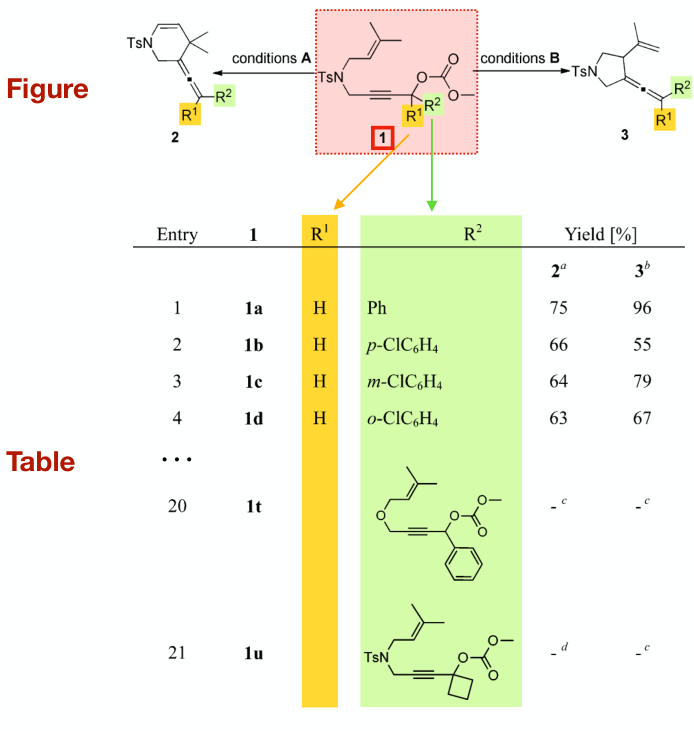 Figure
conditions A
conditions B
TsN
R¹
R²
2
TsN
O
O
OMe
R¹
R²
1
TsN
R²
R¹
3
Table
Entry 1 R¹ R² Yield [%]
2ᵃ 3ᵇ
1 1a H Ph 75 96
2 1b H p-ClC₆H₄ 66 55
3 1c H m-ClC₆H₄ 64 79
4 1d H o-ClC₆H₄ 63 67
...
20 1t -ᶜ -ᶜ
O
O
O
O
21 1u -ᵈ -ᶜ
TsN
O
O
O